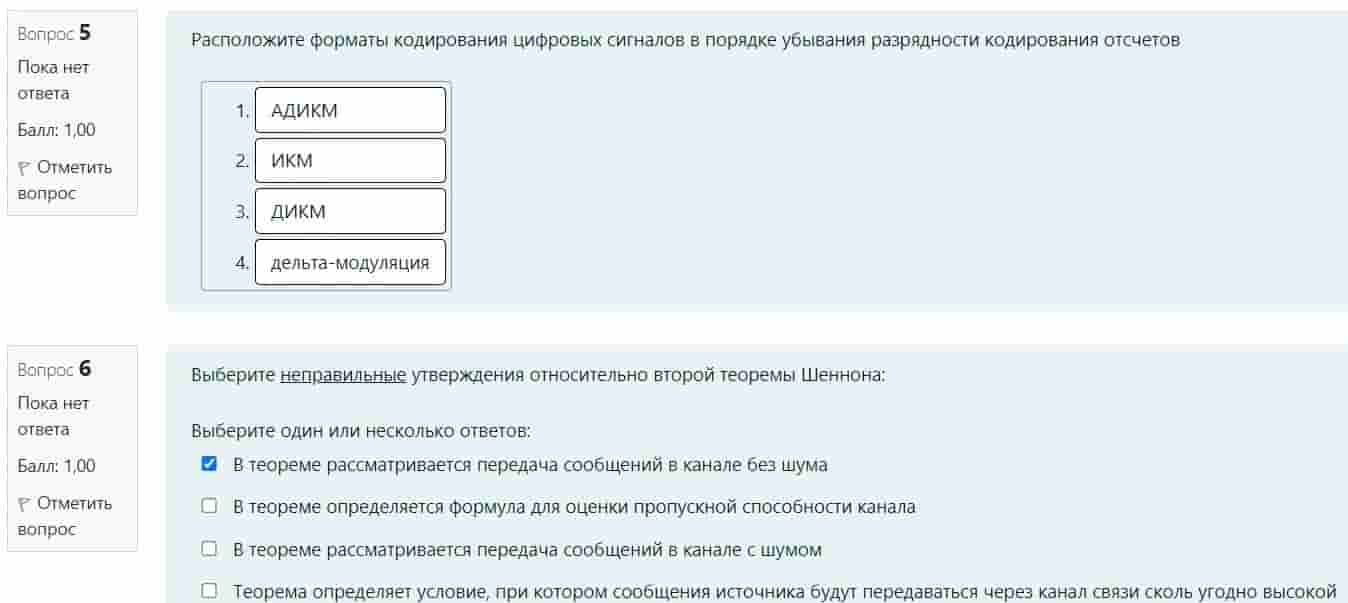 Вопрос 5
Пока нет
ответа
Балл: 1,00
Отметить
вопрос
Расположите форматы кодирования цифровых сигналов в порядке убывания разрядности кодирования отсчетов
1. АДИКМ
2. ИКМ
3. ДИКМ
4. дельта-модуляция
Вопрос 6
Пока нет
ответа
Балл: 1,00
Отметить
вопрос
Выберите неправильные утверждения относительно второй теоремы Шеннона:
Выберите один или несколько ответов:
В теореме рассматривается передача сообщений в канале без шума
В теореме определяется формула для оценки пропускной способности канала
В теореме рассматривается передача сообщений в канале с шумом
Теорема определяет условие, при котором сообщения источника будут передаваться через канал связи сколь угодно высокой